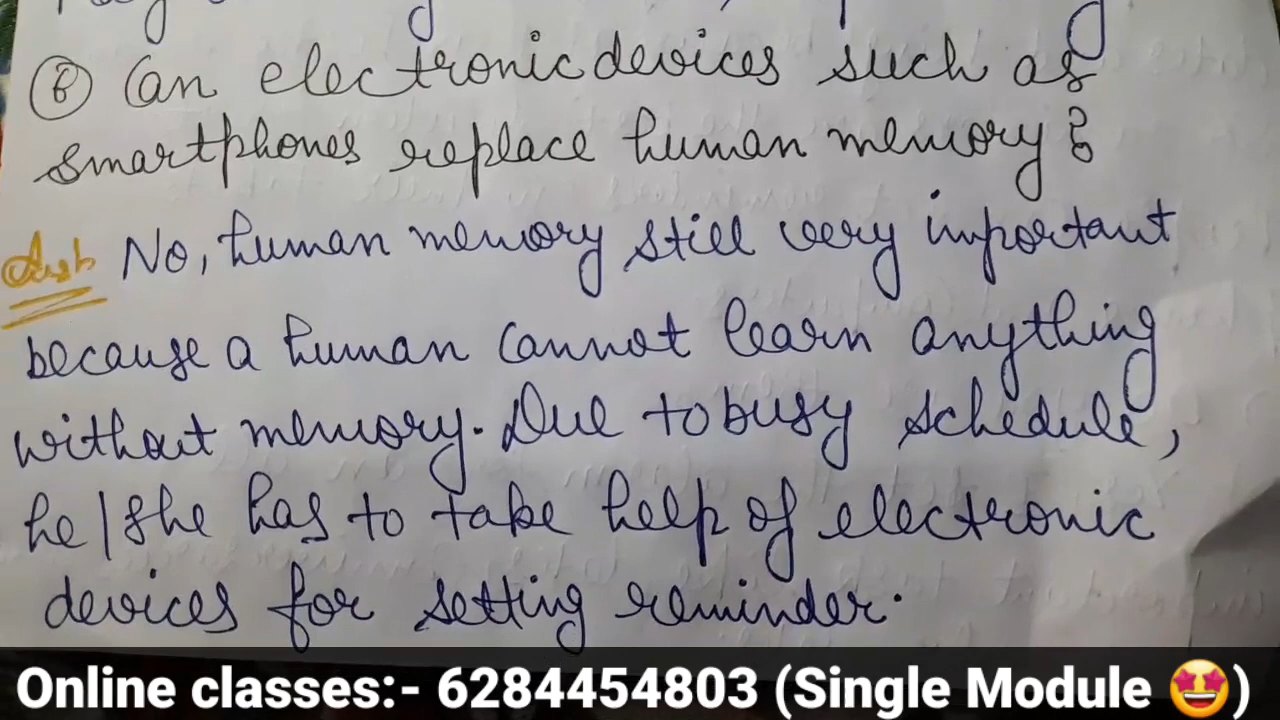 ⑥ Can electronic devices such as
smartphones replace human memory?
Ans No, human memory still very important
because a human cannot learn anything
without memory. Due to busy schedule,
he/she has to take help of electronic
devices for setting reminder.
Online classes:- 6284454803 (Single Module 🤩)